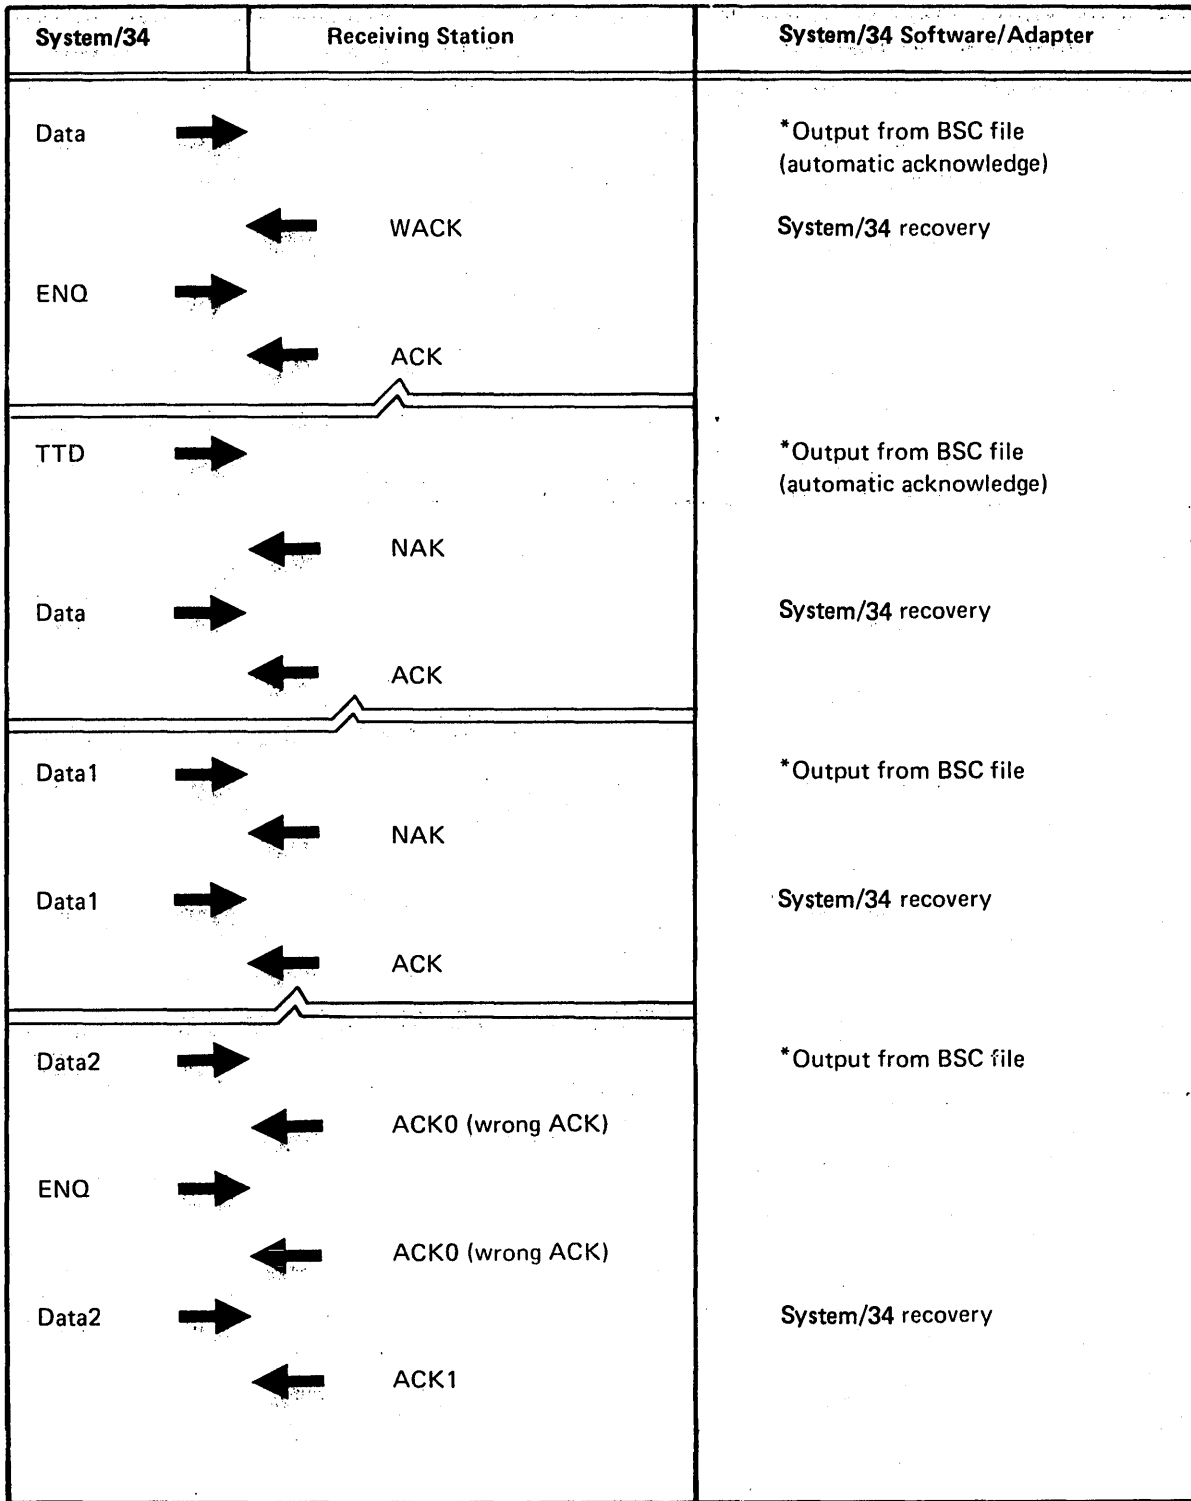 System/34 Receiving Station System/34 Software/Adapter
Data *Output from BSC file
(automatic acknowledge)
WACK System/34 recovery
ENQ
ACK
TTD *Output from BSC file
(automatic acknowledge)
NAK
Data System/34 recovery
ACK
Data1 *Output from BSC file
NAK
Data1 System/34 recovery
ACK
Data2 *Output from BSC file
ACK0 (wrong ACK)
ENQ
ACK0 (wrong ACK)
Data2 System/34 recovery
ACK1